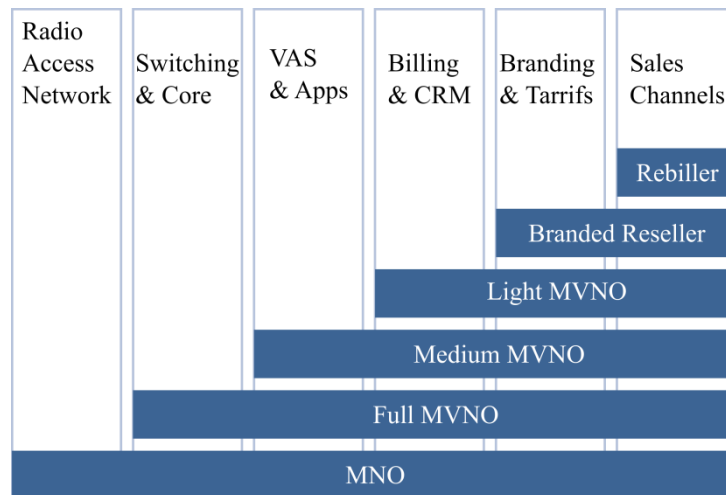 Radio
Access
Network
Switching
& Core
VAS
& Apps
Billing
& CRM
Branding
& Tarrifs
Sales
Channels
Rebiller
Branded Reseller
Light MVNO
Medium MVNO
Full MVNO
MNO